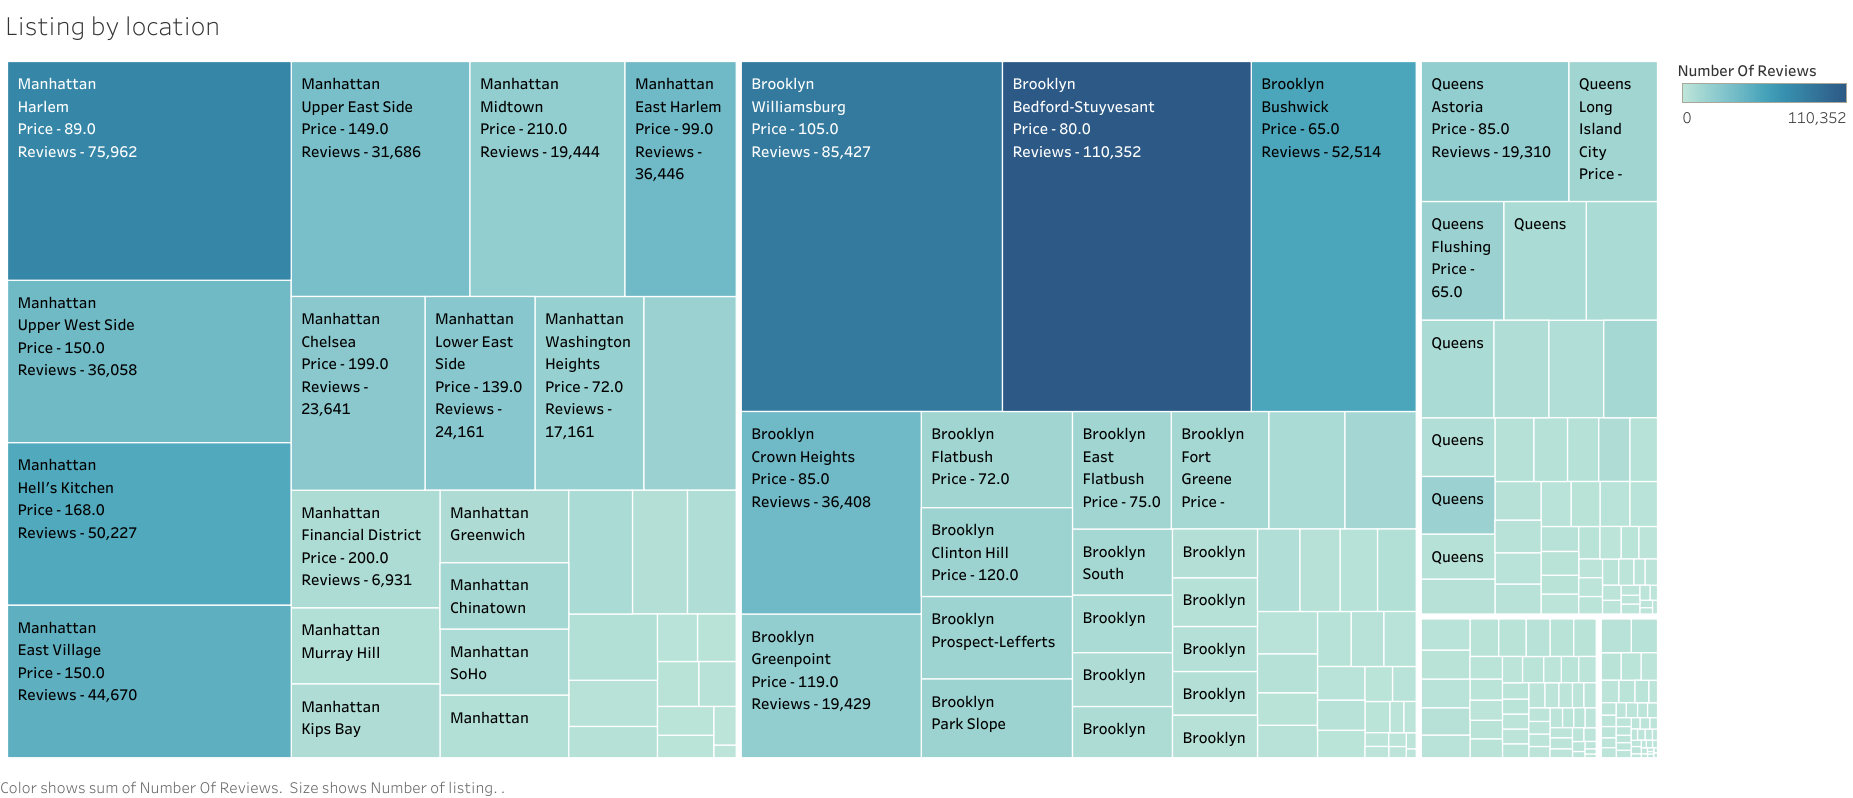 Listing by location
Manhattan
Harlem
Price - 89.0
Reviews - 75,962
Manhattan
Upper West Side
Price - 150.0
Reviews - 36,058
Manhattan
Hell's Kitchen
Price - 168.0
Reviews - 50,227
Manhattan
East Village
Price - 150.0
Reviews - 44,670
Manhattan
Upper East Side
Price - 149.0
Reviews - 31,686
Manhattan
Midtown
Price - 210.0
Reviews - 19,444
Manhattan
East Harlem
Price - 99.0
Reviews -
36,446
Manhattan
Chelsea
Price - 199.0
Reviews -
23,641
Manhattan
Lower East
Side
Price - 139.0
Reviews -
24,161
Manhattan
Washington
Heights
Price - 72.0
Reviews -
17,161
Manhattan
Financial District
Price - 200.0
Reviews - 6,931
Manhattan
Murray Hill
Manhattan
Kips Bay
Manhattan
Greenwich
Manhattan
Chinatown
Manhattan
SoHo
Manhattan
Brooklyn
Williamsburg
Price - 105.0
Reviews - 85,427
Brooklyn
Bedford-Stuyvesant
Price - 80.0
Reviews - 110,352
Brooklyn
Bushwick
Price - 65.0
Reviews - 52,514
Brooklyn
Crown Heights
Price - 85.0
Reviews - 36,408
Brooklyn
Greenpoint
Price - 119.0
Reviews - 19,429
Brooklyn
Flatbush
Price - 72.0
Brooklyn
Clinton Hill
Price - 120.0
Brooklyn
Prospect-Lefferts
Brooklyn
Park Slope
Brooklyn
East
Flatbush
Price - 75.0
Brooklyn
Fort
Greene
Price -
Brooklyn
South
Brooklyn
Brooklyn
Brooklyn
Brooklyn
Brooklyn
Brooklyn
Brooklyn
Brooklyn
Queens
Astoria
Price - 85.0
Reviews - 19,310
Queens
Long
Island
City
Price -
Queens
Flushing
Price -
65.0
Queens
Queens
Queens
Queens
Queens
Number Of Reviews
0 110,352
Color shows sum of Number Of Reviews. Size shows Number of listing. .